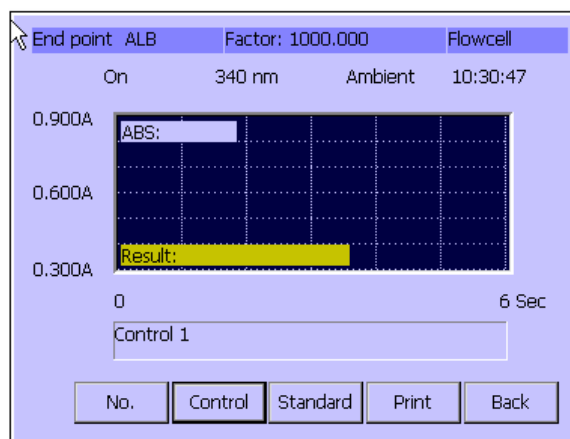 End point ALB Factor: 1000.000 Flowcell
On 340 nm Ambient 10:30:47
0.900A
ABS:
0.600A
Result:
0.300A
0 6 Sec
Control 1
No. Control Standard Print Back